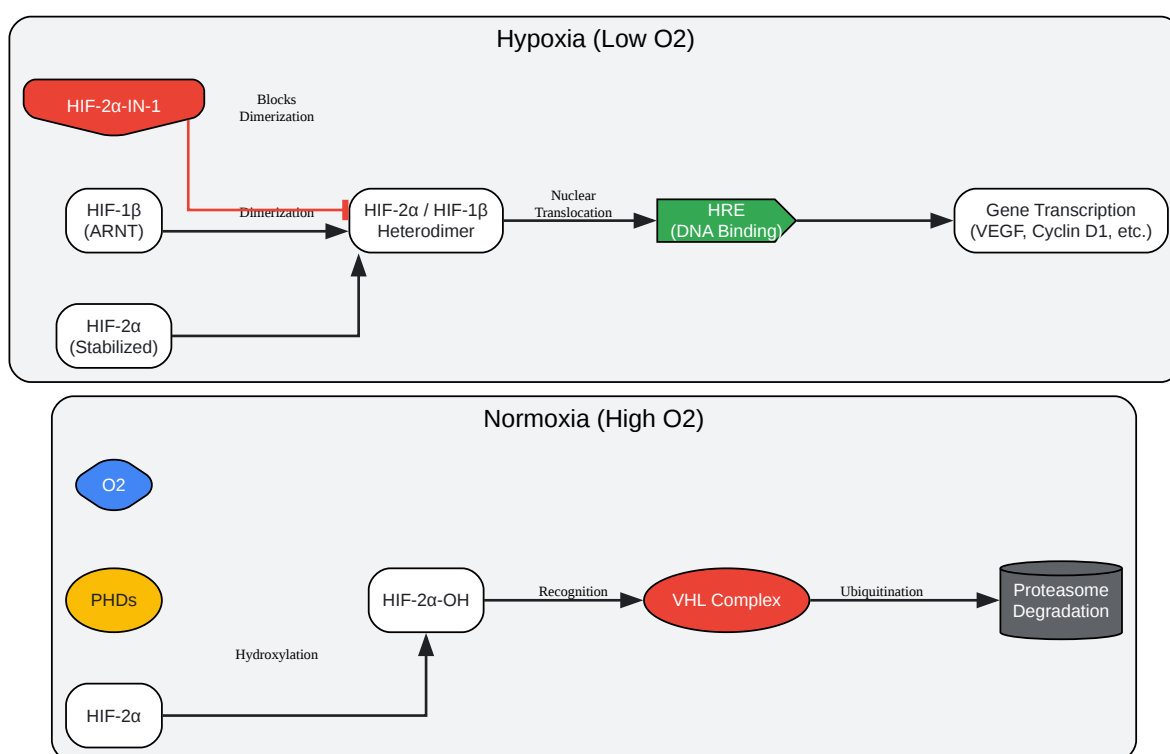 Hypoxia (Low O2)
HIF-2α-IN-1
Blocks
Dimerization
HIF-1β
(ARNT)
Dimerization
HIF-2α / HIF-1β
Heterodimer
Nuclear
Translocation
HRE
(DNA Binding)
Gene Transcription
(VEGF, Cyclin D1, etc.)
HIF-2α
(Stabilized)
Normoxia (High O2)
O2
PHDs
HIF-2α-OH
Recognition
VHL Complex
Ubiquitination
Proteasome
Degradation
Hydroxylation
HIF-2α